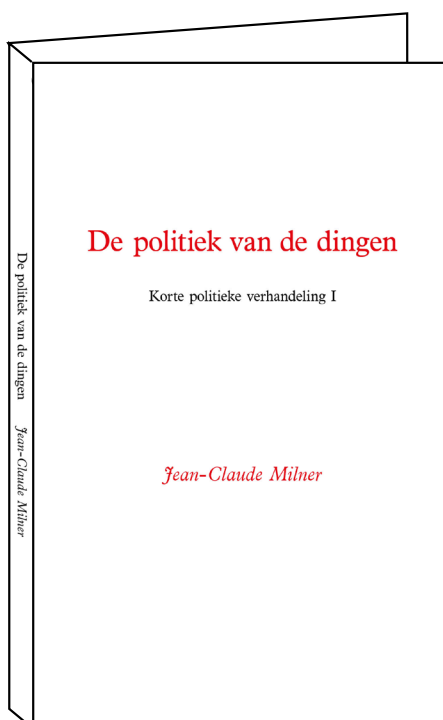 De politiek van de dingen
Korte politieke verhandeling I
Jean-Claude Milner
De politiek van de dingen Jean-Claude Milner